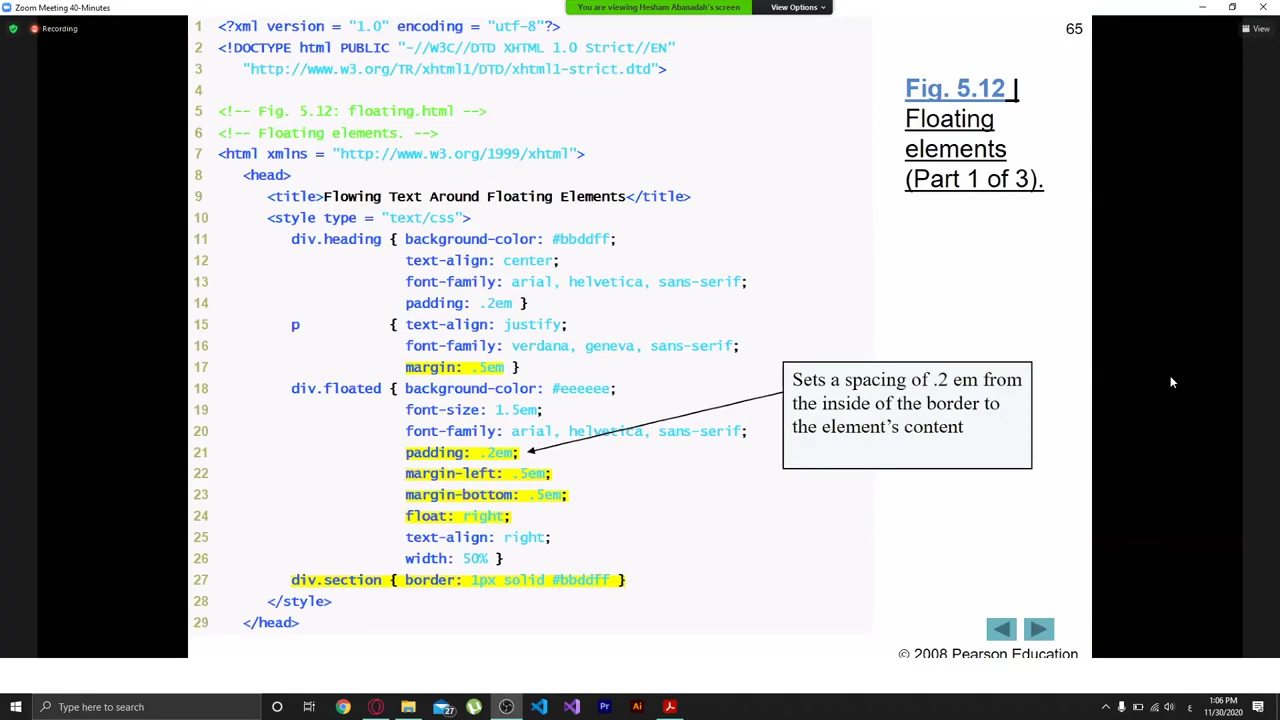 Zoom Meeting 40-Minutes
You are viewing Hesham Abanadah's screen
View Options
Recording
View
65
1 <?xml version = "1.0" encoding = "utf-8"?>
2 <!DOCTYPE html PUBLIC "-//W3C//DTD XHTML 1.0 Strict//EN"
3 "http://www.w3.org/TR/xhtml1/DTD/xhtml1-strict.dtd">
4
5 <!-- Fig. 5.12: floating.html -->
6 <!-- Floating elements. -->
7 <html xmlns = "http://www.w3.org/1999/xhtml">
8 <head>
9 <title>Flowing Text Around Floating Elements</title>
10 <style type = "text/css">
11 div.heading { background-color: #bbddff;
12 text-align: center;
13 font-family: arial, helvetica, sans-serif;
14 padding: .2em }
15 p { text-align: justify;
16 font-family: verdana, geneva, sans-serif;
17 margin: .5em }
18 div.floated { background-color: #eeeeee;
19 font-size: 1.5em;
20 font-family: arial, helvetica, sans-serif;
21 padding: .2em;
22 margin-left: .5em;
23 margin-bottom: .5em;
24 float: right;
25 text-align: right;
26 width: 50% }
27 div.section { border: 1px solid #bbddff }
28 </style>
29 </head>
Fig. 5.12 |
Floating
elements
(Part 1 of 3).
Sets a spacing of .2 em from
the inside of the border to
the element's content
© 2008 Pearson Education
Type here to search
27
Pr
Ai
ع
1:06 PM
11/30/2020